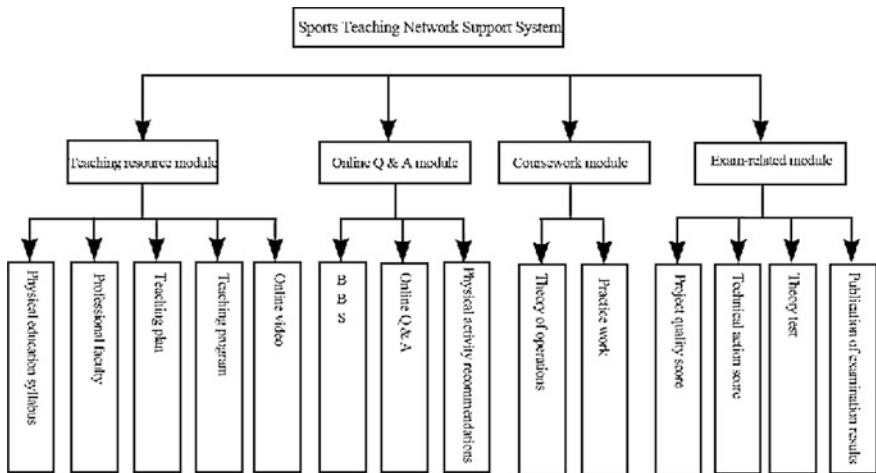 Sports Teaching Network Support System
Teaching resource module
Online Q & A module
Coursework module
Exam-related module
Physical education syllabus
Professional faculty
Teaching plan
Teaching program
Online video
B B S
Online Q & A
Physical activity recommendations
Theory of operations
Practice work
Project quality score
Technical action score
Theory test
Publication of examination results